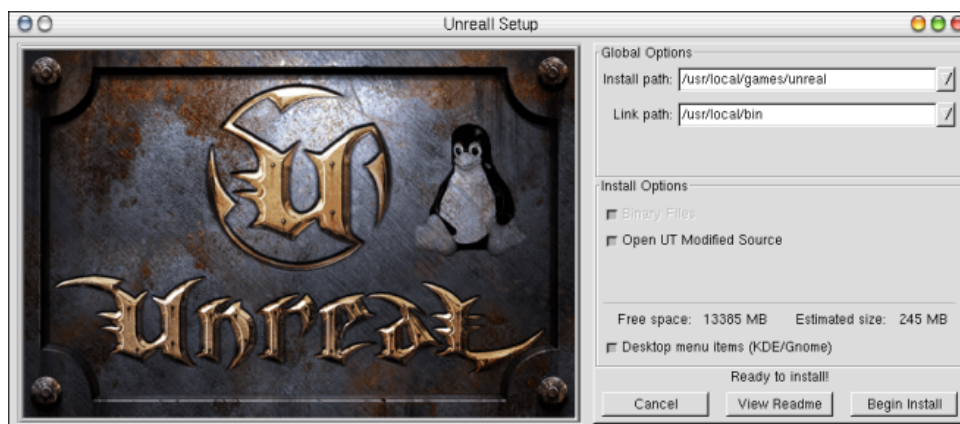 Unreall Setup
Unreal
Global Options
Install path: /usr/local/games/unreal
Link path: /usr/local/bin
Install Options
Binary Files
Open UT Modified Source
Free space: 13385 MB Estimated size: 245 MB
Desktop menu items (KDE/Gnome)
Ready to install!
Cancel View Readme Begin Install